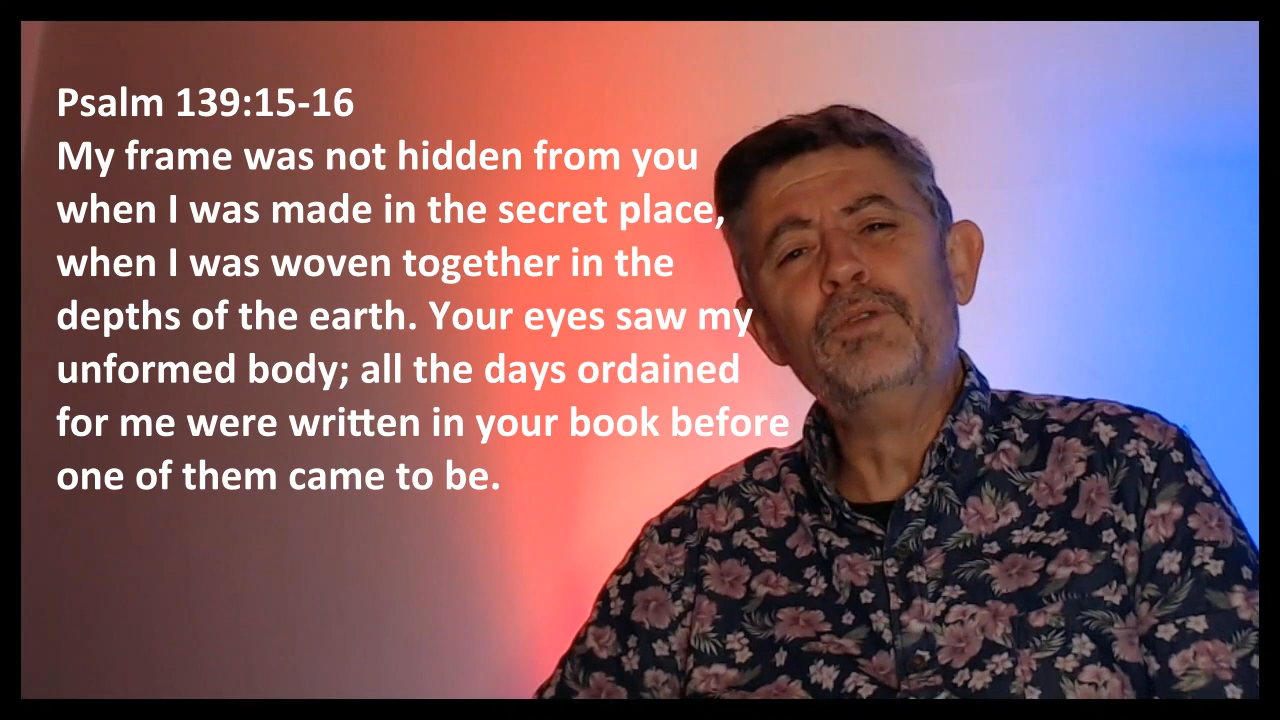 Psalm 139:15-16
My frame was not hidden from you
when I was made in the secret place,
when I was woven together in the
depths of the earth. Your eyes saw my
unformed body; all the days ordained
for me were written in your book before
one of them came to be.